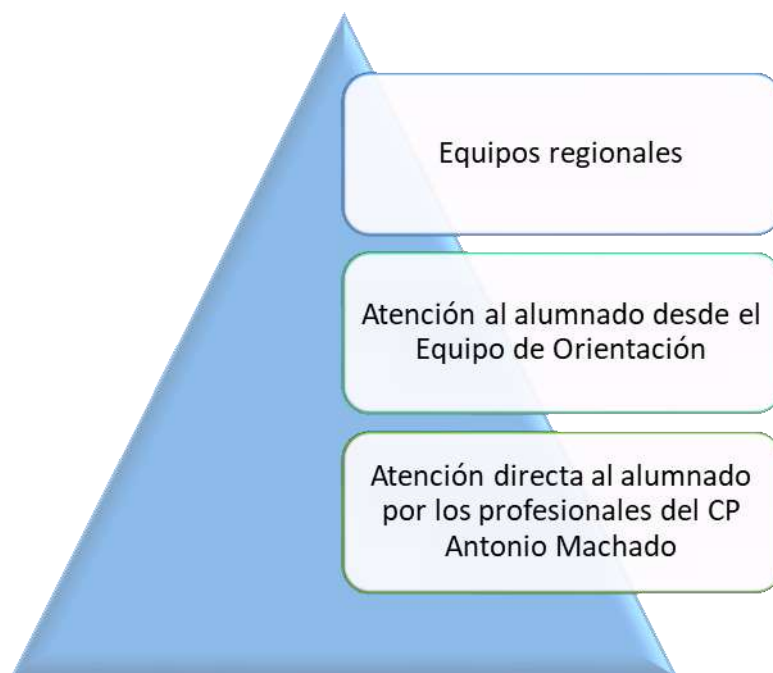 Equipos regionales
Atención al alumnado desde el
Equipo de Orientación
Atención directa al alumnado
por los profesionales del CP
Antonio Machado